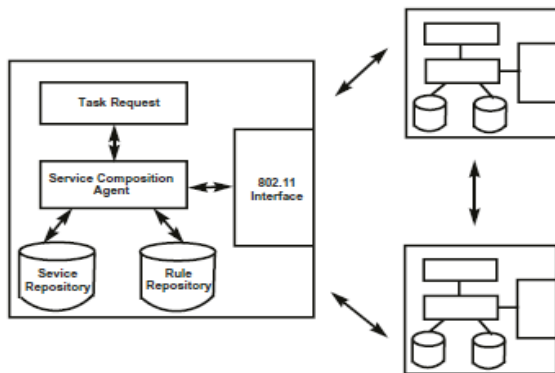 Task Request
Service Composition
Agent
802.11
Interface
Sevice
Repository
Rule
Repository